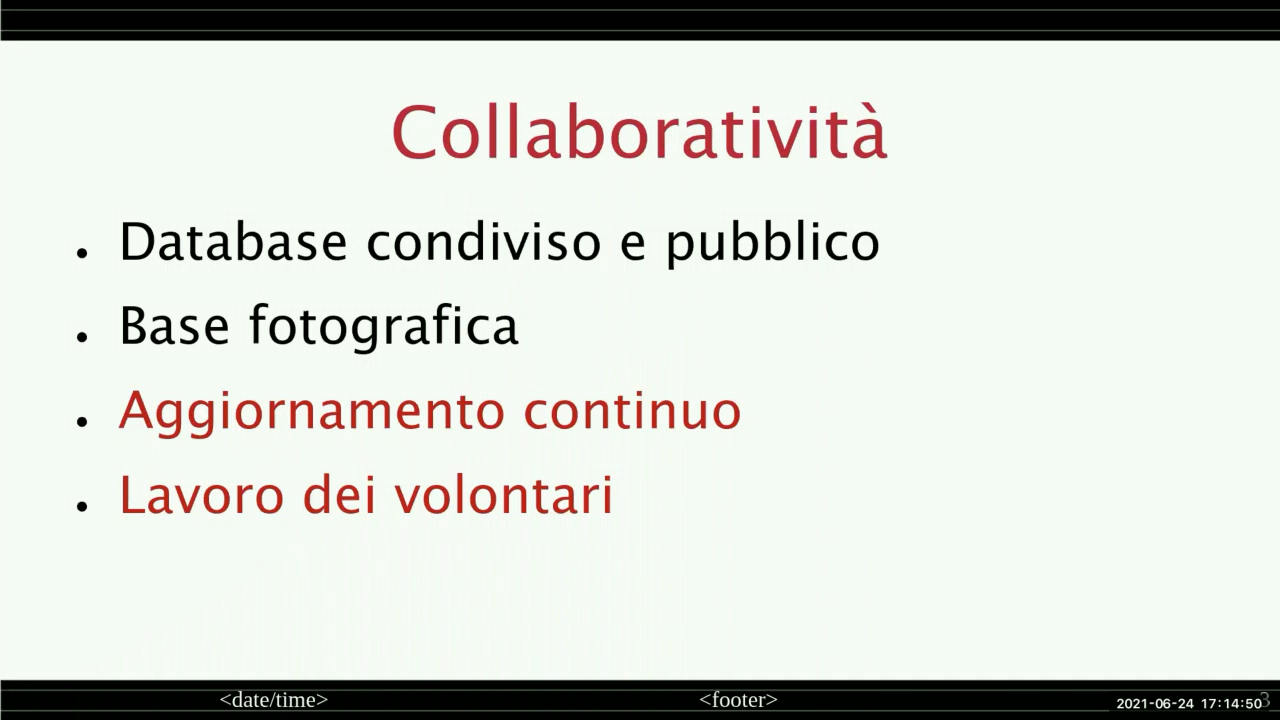 Collaboratività
Database condiviso e pubblico
Base fotografica
Aggiornamento continuo
Lavoro dei volontari
<date/time>
<footer>
2021-06-24 17:14:50
3